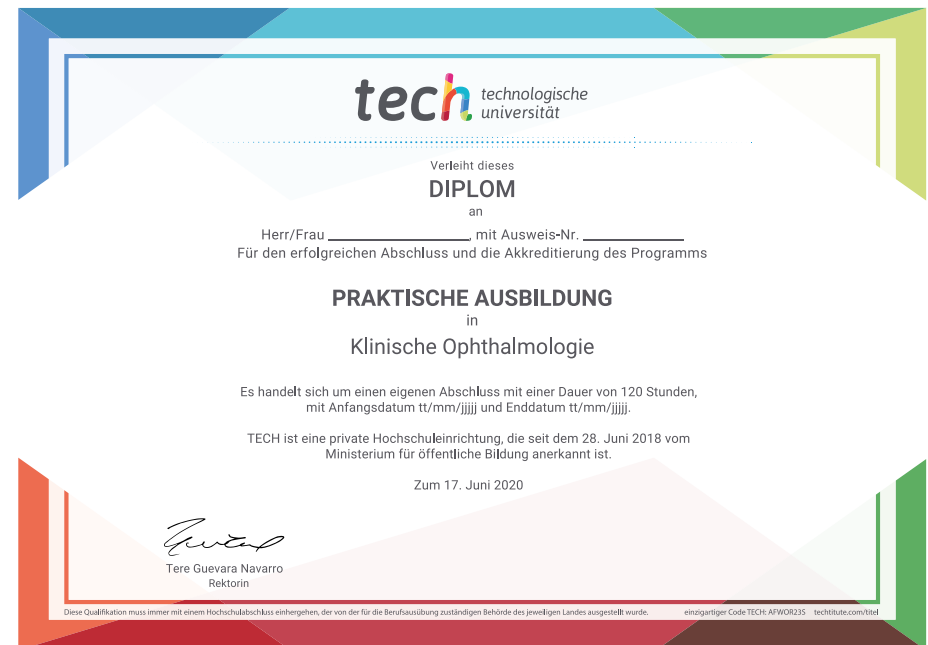 tech technologische
universität
Verleiht dieses
DIPLOM
an
Herr/Frau ____________________, mit Ausweis-Nr. ______________
Für den erfolgreichen Abschluss und die Akkreditierung des Programms
PRAKTISCHE AUSBILDUNG
in
Klinische Ophthalmologie
Es handelt sich um einen eigenen Abschluss mit einer Dauer von 120 Stunden,
mit Anfangsdatum tt/mm/jjjjj und Enddatum tt/mm/jjjjj.
TECH ist eine private Hochschuleinrichtung, die seit dem 28. Juni 2018 vom
Ministerium für öffentliche Bildung anerkannt ist.
Zum 17. Juni 2020
Tere Guevara Navarro
Rektorin
Diese Qualifikation muss immer mit einem Hochschulabschluss einhergehen, der von der für die Berufsausübung zuständigen Behörde des jeweiligen Landes ausgestellt wurde. einzigartiger Code TECH: AFWOR23S techtitute.com/titel